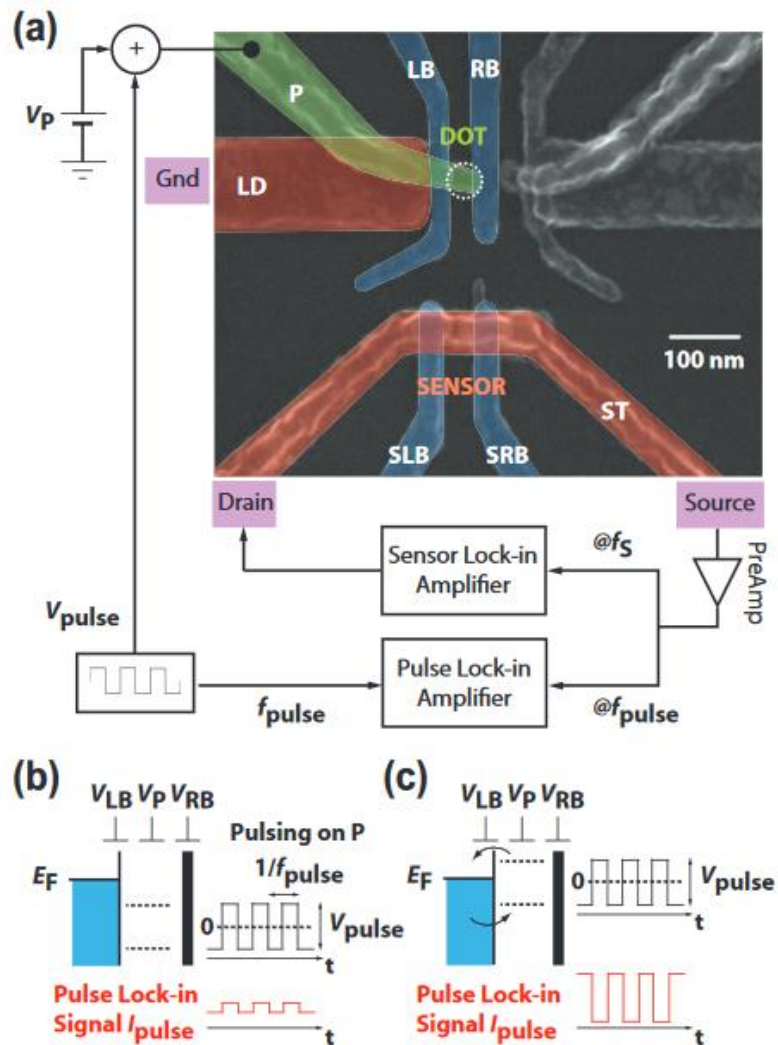 (a)
LB
RB
P
+
V_P
DOT
Gnd
LD
100 nm
SENSOR
ST
SLB
SRB
Drain
Source
PreAmp
Sensor Lock-in
Amplifier
@f_S
V_pulse
Pulse Lock-in
Amplifier
f_pulse
@f_pulse
(b)
V_LB V_P V_RB
Pulsing on P
1/f_pulse
E_F
0
V_pulse
t
Pulse Lock-in
Signal I_pulse
t
(c)
V_LB V_P V_RB
E_F
0
V_pulse
t
Pulse Lock-in
Signal I_pulse
t